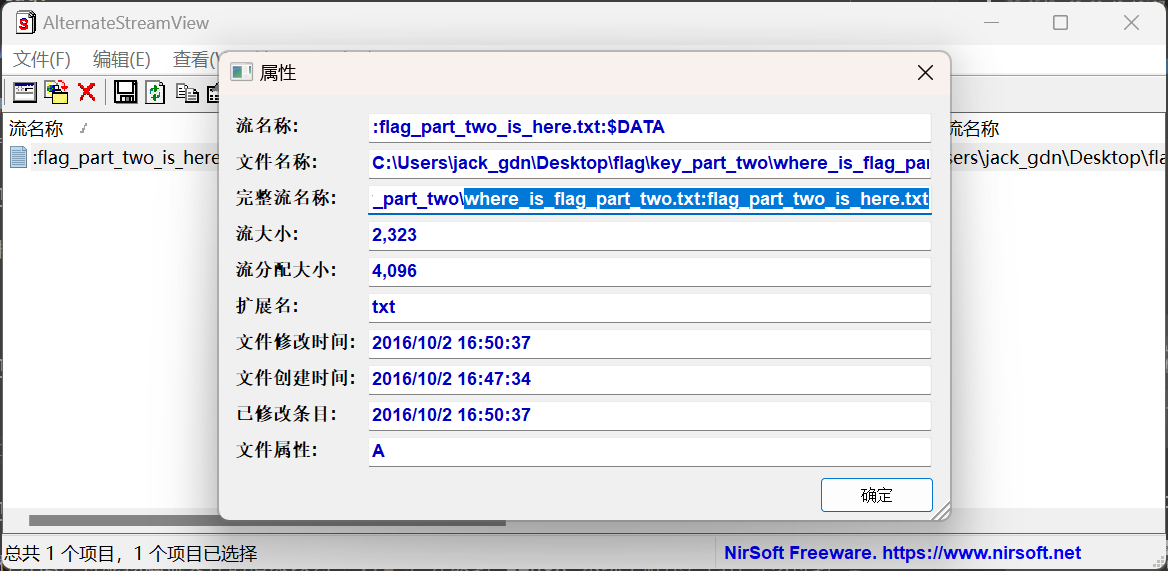 AlternateStreamView
文件(F) 编辑(E) 查看(V
属性
流名称 流名称
:flag_part_two_is_here sers\jack_gdn\Desktop\fla
流名称: :flag_part_two_is_here.txt:$DATA
文件名称: C:\Users\jack_gdn\Desktop\flag\key_part_two\where_is_flag_par
完整流名称: _part_two\where_is_flag_part_two.txt:flag_part_two_is_here.txt
流大小: 2,323
流分配大小: 4,096
扩展名: txt
文件修改时间: 2016/10/2 16:50:37
文件创建时间: 2016/10/2 16:47:34
已修改条目: 2016/10/2 16:50:37
文件属性: A
确定
总共 1 个项目，1 个项目已选择 NirSoft Freeware. https://www.nirsoft.net